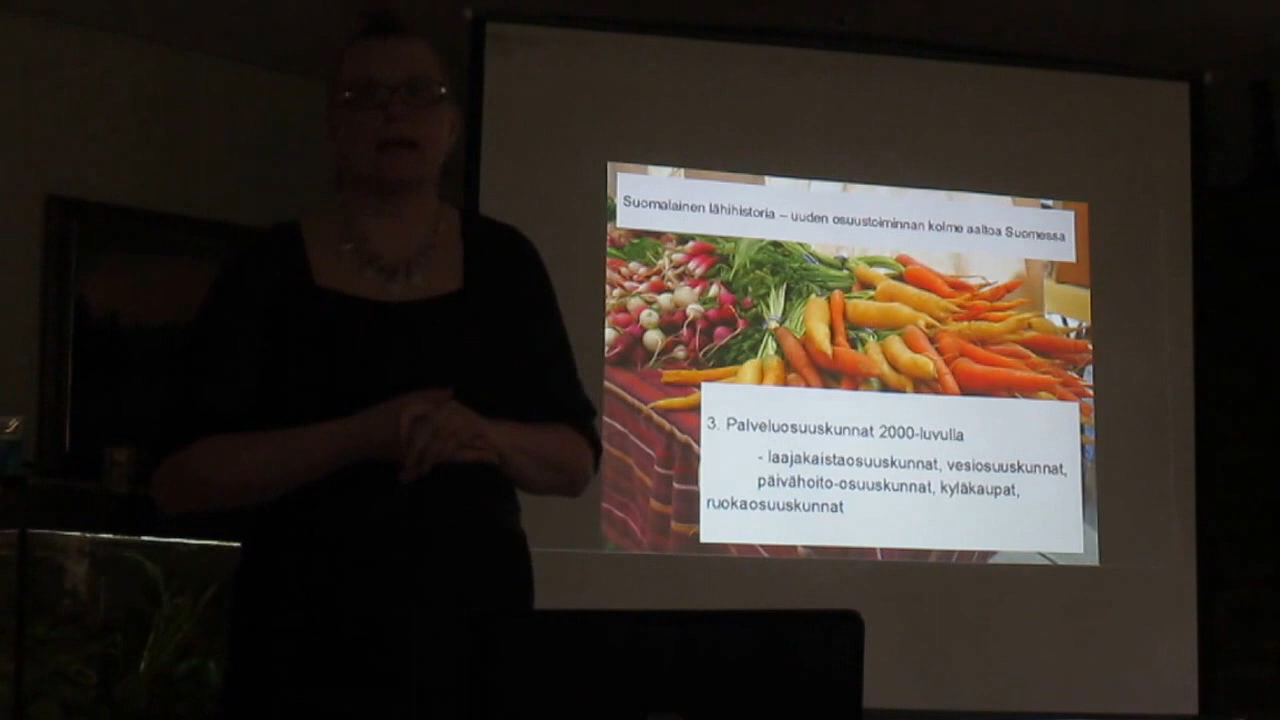 Suomalainen lähihistoria – uuden osuustoiminnan kolme aaltoa Suomessa
3. Palveluosuuskunnat 2000-luvulla
- laajakaistaosuuskunnat, vesiosuuskunnat,
päivähoito-osuuskunnat, kyläkaupat,
ruokaosuuskunnat